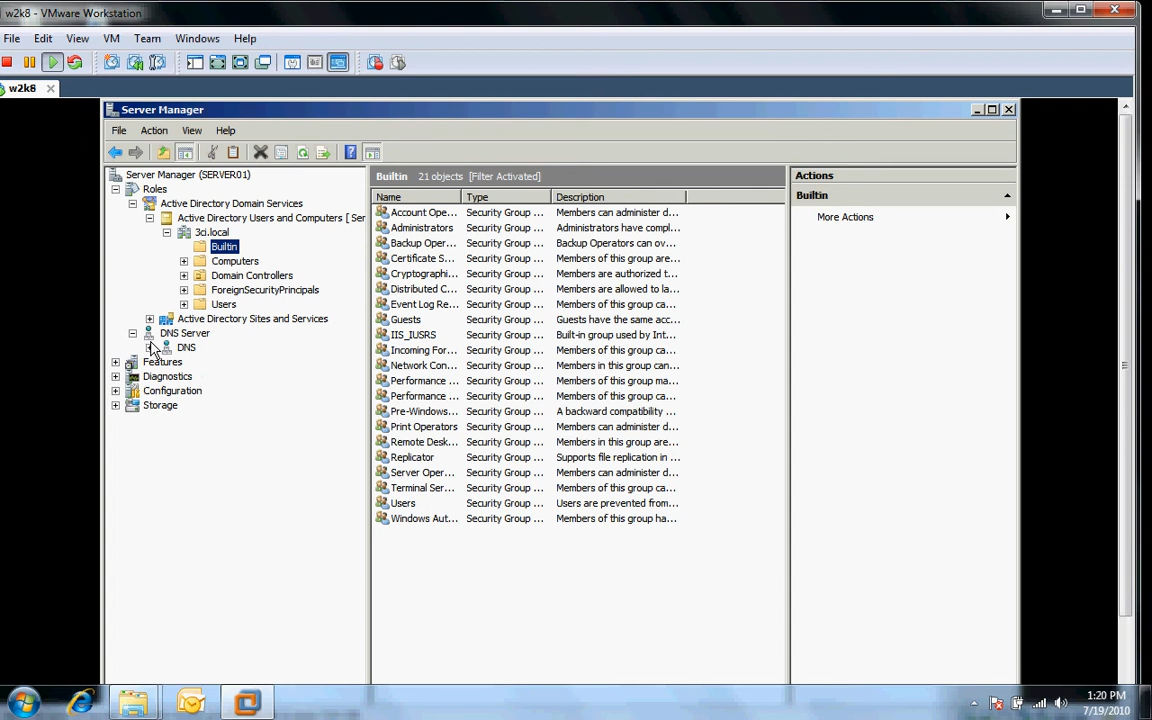 w2k8 - VMware Workstation
File Edit View VM Team Windows Help
w2k8
Server Manager
File Action View Help
Server Manager (SERVER01)
Roles
Active Directory Domain Services
Active Directory Users and Computers [ Ser
3ci.local
Builtin
Computers
Domain Controllers
ForeignSecurityPrincipals
Users
Active Directory Sites and Services
DNS Server
DNS
Features
Diagnostics
Configuration
Storage
Builtin 21 objects [Filter Activated]
Name Type Description
Account Ope... Security Group ... Members can administer d...
Administrators Security Group ... Administrators have compl...
Backup Oper... Security Group ... Backup Operators can ov...
Certificate S... Security Group ... Members of this group are...
Cryptographi... Security Group ... Members are authorized t...
Distributed C... Security Group ... Members are allowed to la...
Event Log Re... Security Group ... Members of this group ca...
Guests Security Group ... Guests have the same acc...
IIS_IUSRS Security Group ... Built-in group used by Int...
Incoming For... Security Group ... Members of this group ca...
Network Con... Security Group ... Members in this group can...
Performance ... Security Group ... Members of this group ma...
Performance ... Security Group ... Members of this group ca...
Pre-Windows... Security Group ... A backward compatibility ...
Print Operators Security Group ... Members can administer d...
Remote Desk... Security Group ... Members in this group are...
Replicator Security Group ... Supports file replication in ...
Server Oper... Security Group ... Members can administer d...
Terminal Ser... Security Group ... Members of this group ca...
Users Security Group ... Users are prevented from...
Windows Aut... Security Group ... Members of this group ha...
Actions
Builtin
More Actions
1:20 PM
7/19/2010